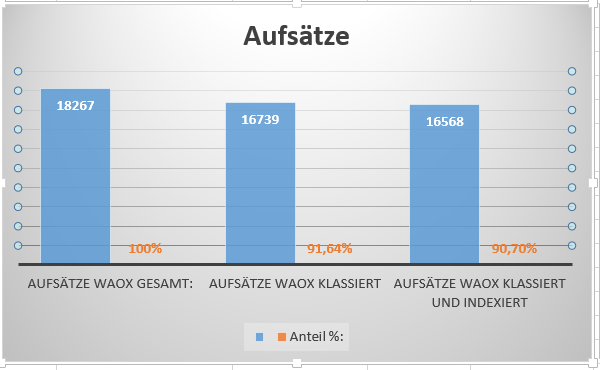 Aufsätze
18267
16739
16568
100%
91,64%
90,70%
AUFSÄTZE WAOX GESAMT:
AUFSÄTZE WAOX KLASSIERT
AUFSÄTZE WAOX KLASSIERT
UND INDEXIERT
Anteil %: